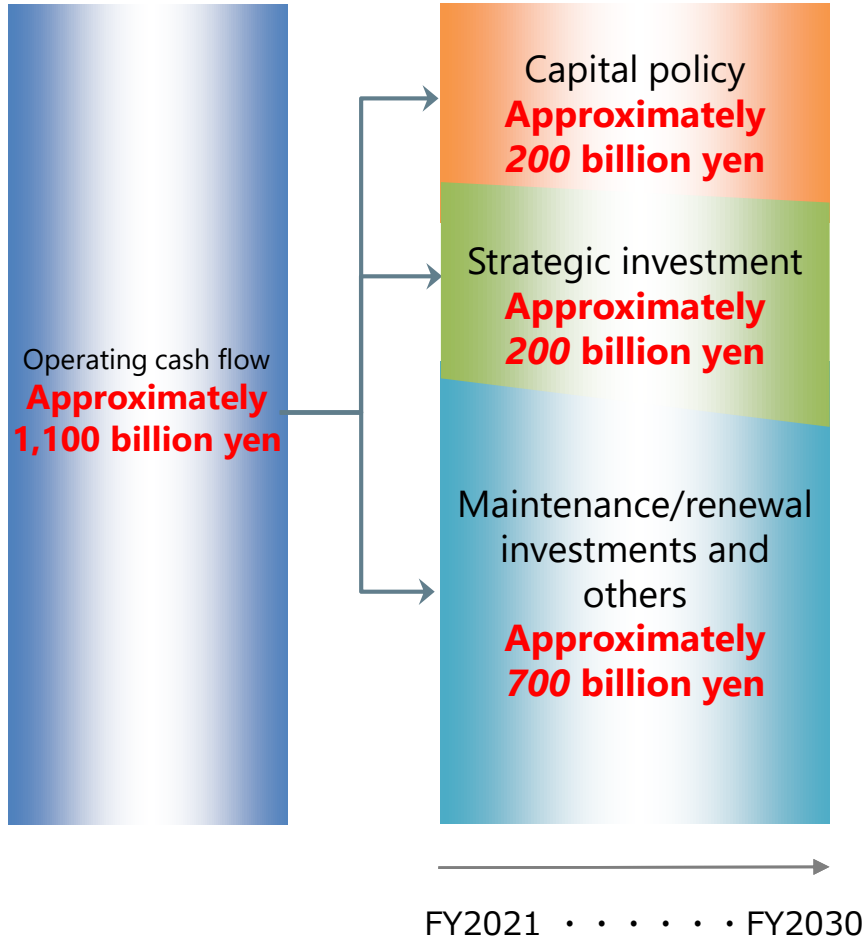 Operating cash flow
Approximately
1,100 billion yen
Capital policy
Approximately
200 billion yen
Strategic investment
Approximately
200 billion yen
Maintenance/renewal
investments and
others
Approximately
700 billion yen
FY2021 ・・・・・・FY2030